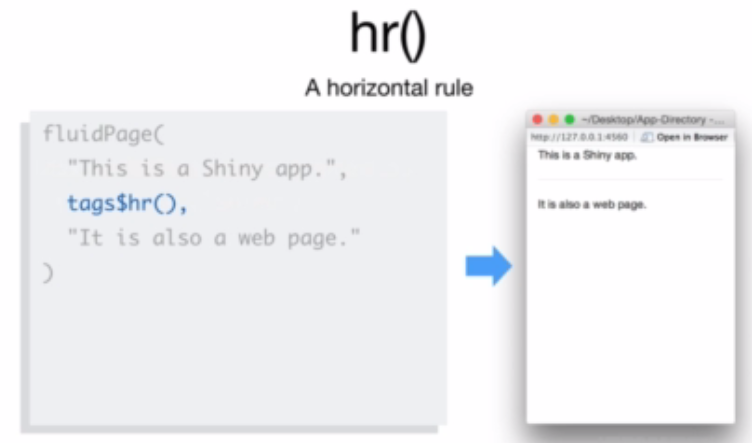 hr()
A horizontal rule
fluidPage(
"This is a Shiny app.",
tags$hr(),
"It is also a web page."
)
~/Desktop/App-Directory -...
http://127.0.0.1:4560 Open in Browser
This is a Shiny app.
It is also a web page.